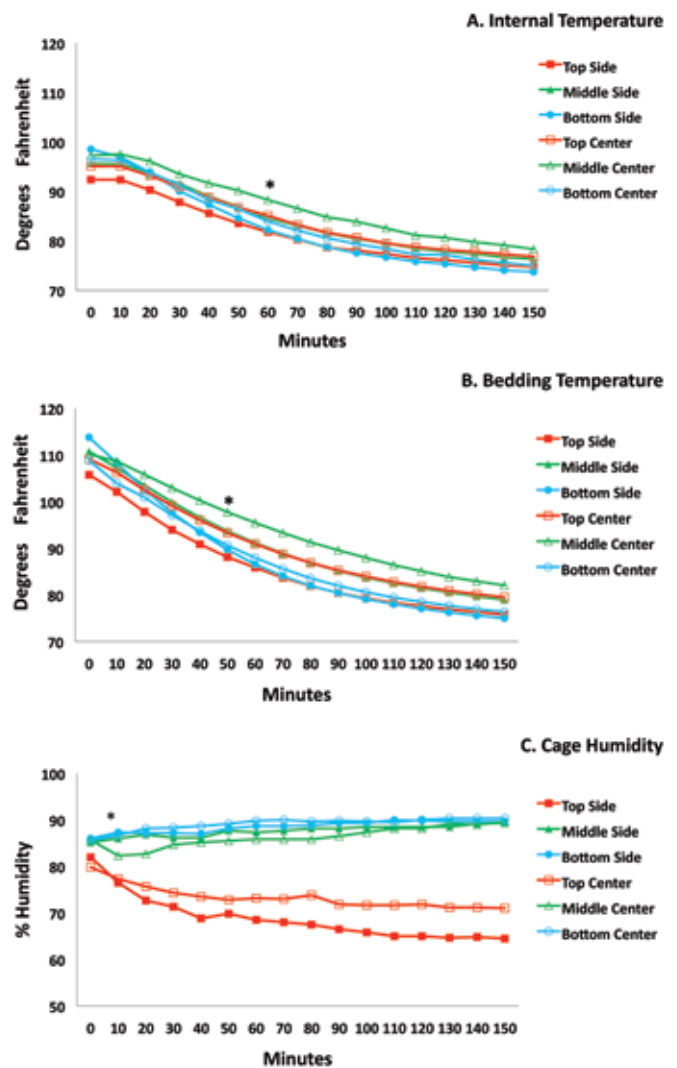 A. Internal Temperature
120
110
100
90
80
70
Degrees Fahrenheit
0 10 20 30 40 50 60 70 80 90 100 110 120 130 140 150
Minutes
*
Top Side
Middle Side
Bottom Side
Top Center
Middle Center
Bottom Center
B. Bedding Temperature
120
110
100
90
80
70
Degrees Fahrenheit
0 10 20 30 40 50 60 70 80 90 100 110 120 130 140 150
Minutes
*
Top Side
Middle Side
Bottom Side
Top Center
Middle Center
Bottom Center
C. Cage Humidity
100
90
80
70
60
50
% Humidity
0 10 20 30 40 50 60 70 80 90 100 110 120 130 140 150
Minutes
*
Top Side
Middle Side
Bottom Side
Top Center
Middle Center
Bottom Center